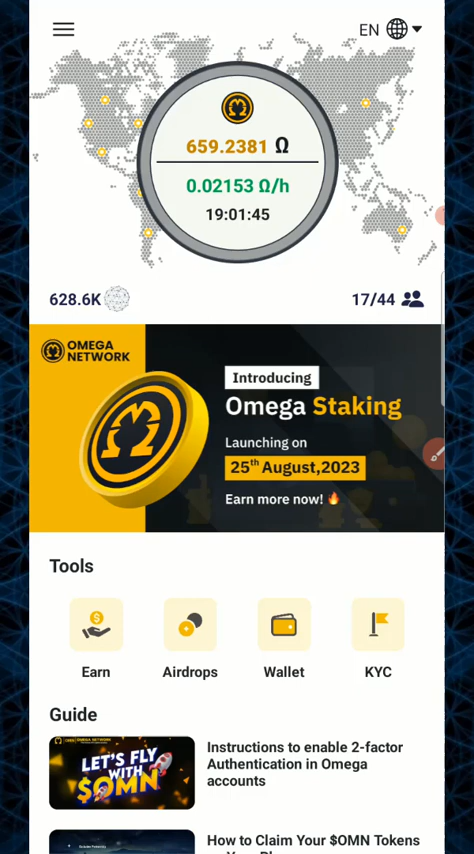 EN
659.2381 Ω
0.02153 Ω/h
19:01:45
628.6K
17/44
OMEGA
NETWORK
Introducing
Omega Staking
Launching on
25th August,2023
Earn more now! 🔥
Tools
Earn
Airdrops
Wallet
KYC
Guide
OMEGA NETWORK
LET'S FLY
WITH
$OMN
Instructions to enable 2-factor
Authentication in Omega
accounts
How to Claim Your $OMN Tokens